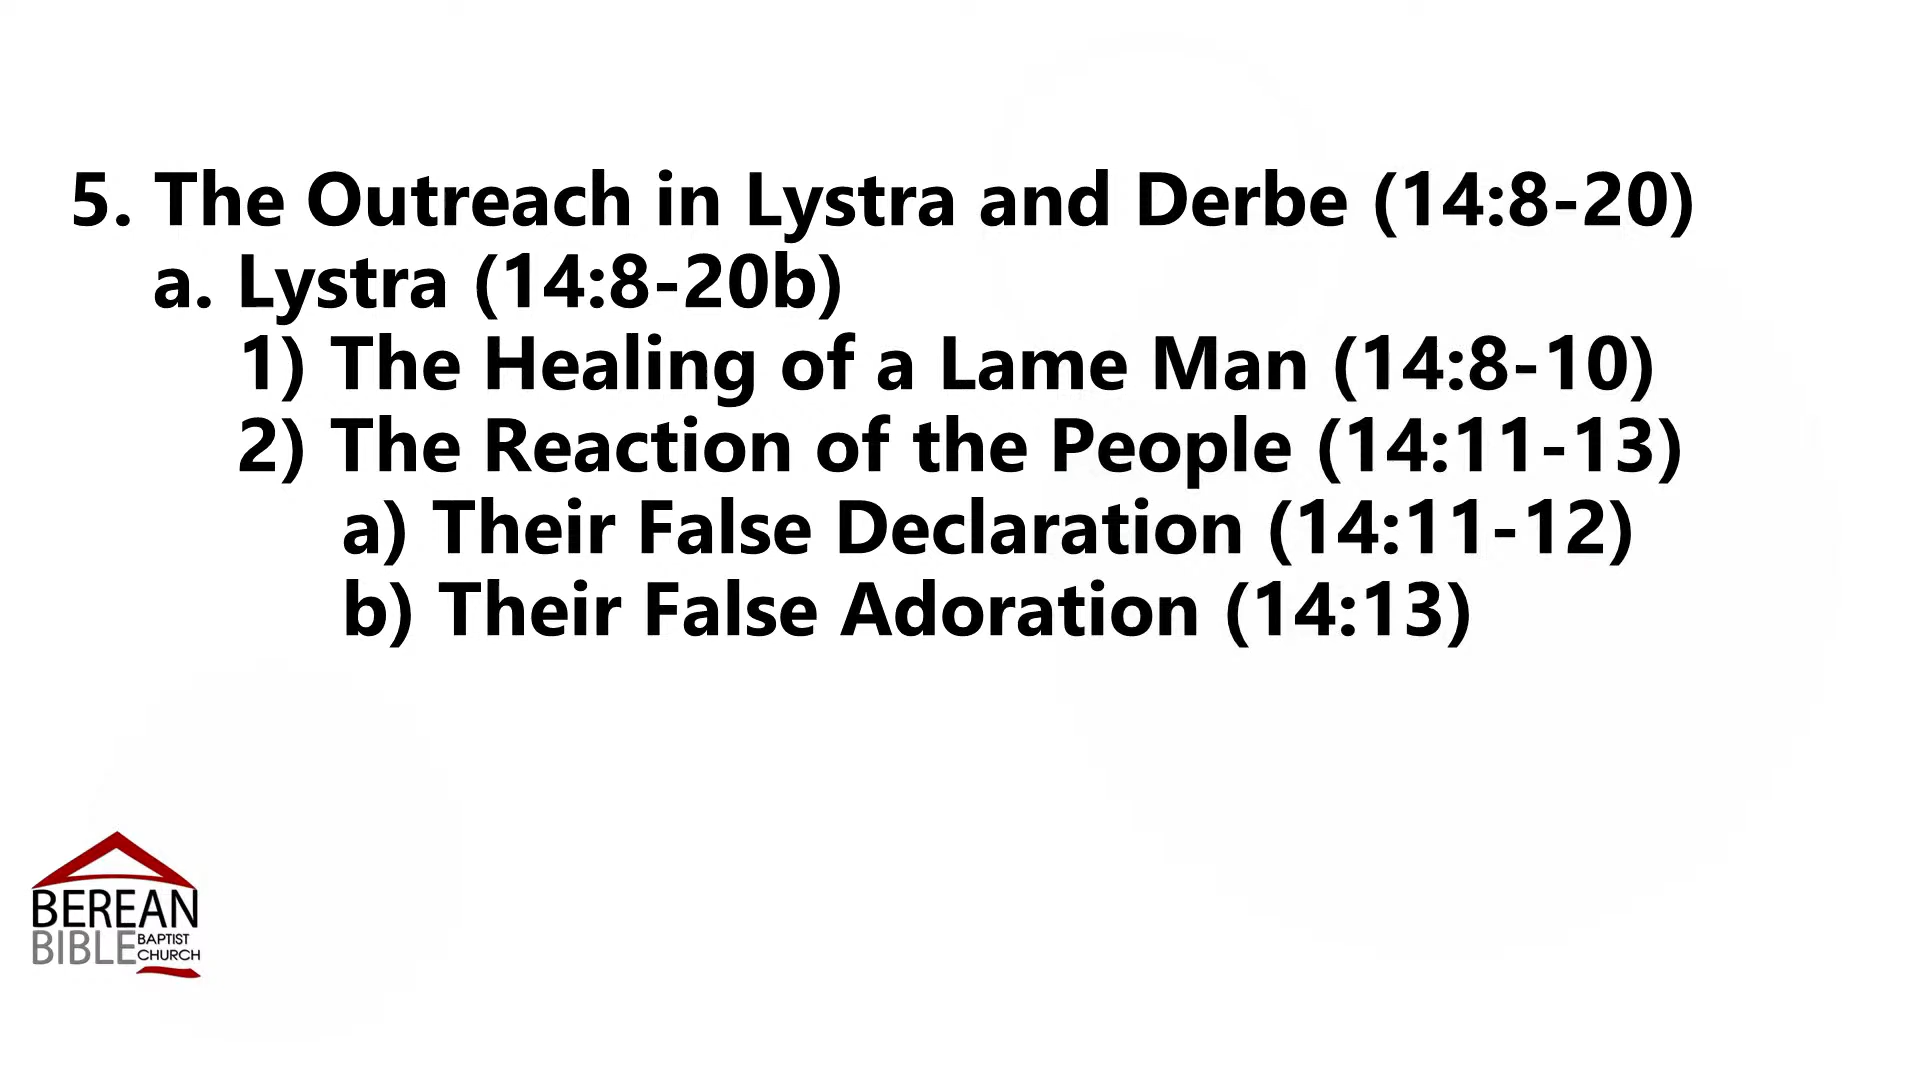 5. The Outreach in Lystra and Derbe (14:8-20)
a. Lystra (14:8-20b)
1) The Healing of a Lame Man (14:8-10)
2) The Reaction of the People (14:11-13)
a) Their False Declaration (14:11-12)
b) Their False Adoration (14:13)
BEREAN
BIBLE BAPTIST
CHURCH